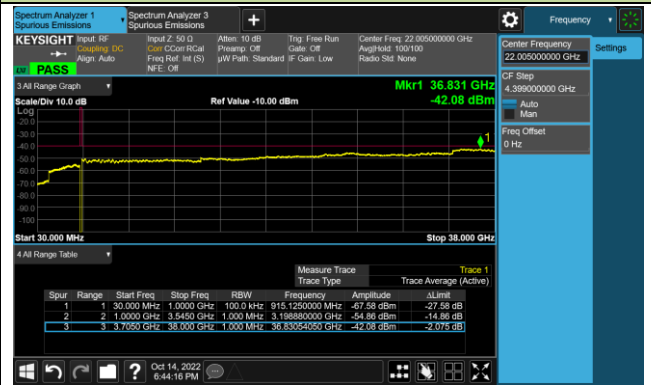 Spectrum Analyzer 1
Spurious Emissions
Spectrum Analyzer 3
Spurious Emissions
Frequency
KEYSIGHT
Input: RF
Coupling: DC
Align: Auto
Input Z: 50 Ω
Corr CCorr RCal
Freq Ref: Int (S)
NFE: Off
Atten: 10 dB
Preamp: Off
µW Path: Standard
Trig: Free Run
Gate: Off
IF Gain: Low
Center Freq: 22.005000000 GHz
Avg|Hold: 100/100
Radio Std: None
PASS
Center Frequency
22.005000000 GHz
Settings
CF Step
4.399000000 GHz
Auto
Man
Freq Offset
0 Hz
3 All Range Graph
Mkr1 36.831 GHz
-42.08 dBm
Scale/Div 10.0 dB
Ref Value -10.00 dBm
Log
-20.0
-30.0
-40.0
-50.0
-60.0
-70.0
-80.0
-90.0
-100
1
Start 30.000 MHz
Stop 38.000 GHz
4 All Range Table
Measure Trace Trace 1
Trace Type Trace Average (Active)
Spur Range Start Freq Stop Freq RBW Frequency Amplitude ΔLimit
1 1 30.000 MHz 1.0000 GHz 100.0 kHz 915.1250000 MHz -67.58 dBm -27.58 dB
2 2 1.0000 GHz 3.5450 GHz 1.000 MHz 3.198880000 GHz -54.86 dBm -14.86 dB
3 3 3.7050 GHz 38.000 GHz 1.000 MHz 36.83054050 GHz -42.08 dBm -2.075 dB
Oct 14, 2022
6:44:16 PM